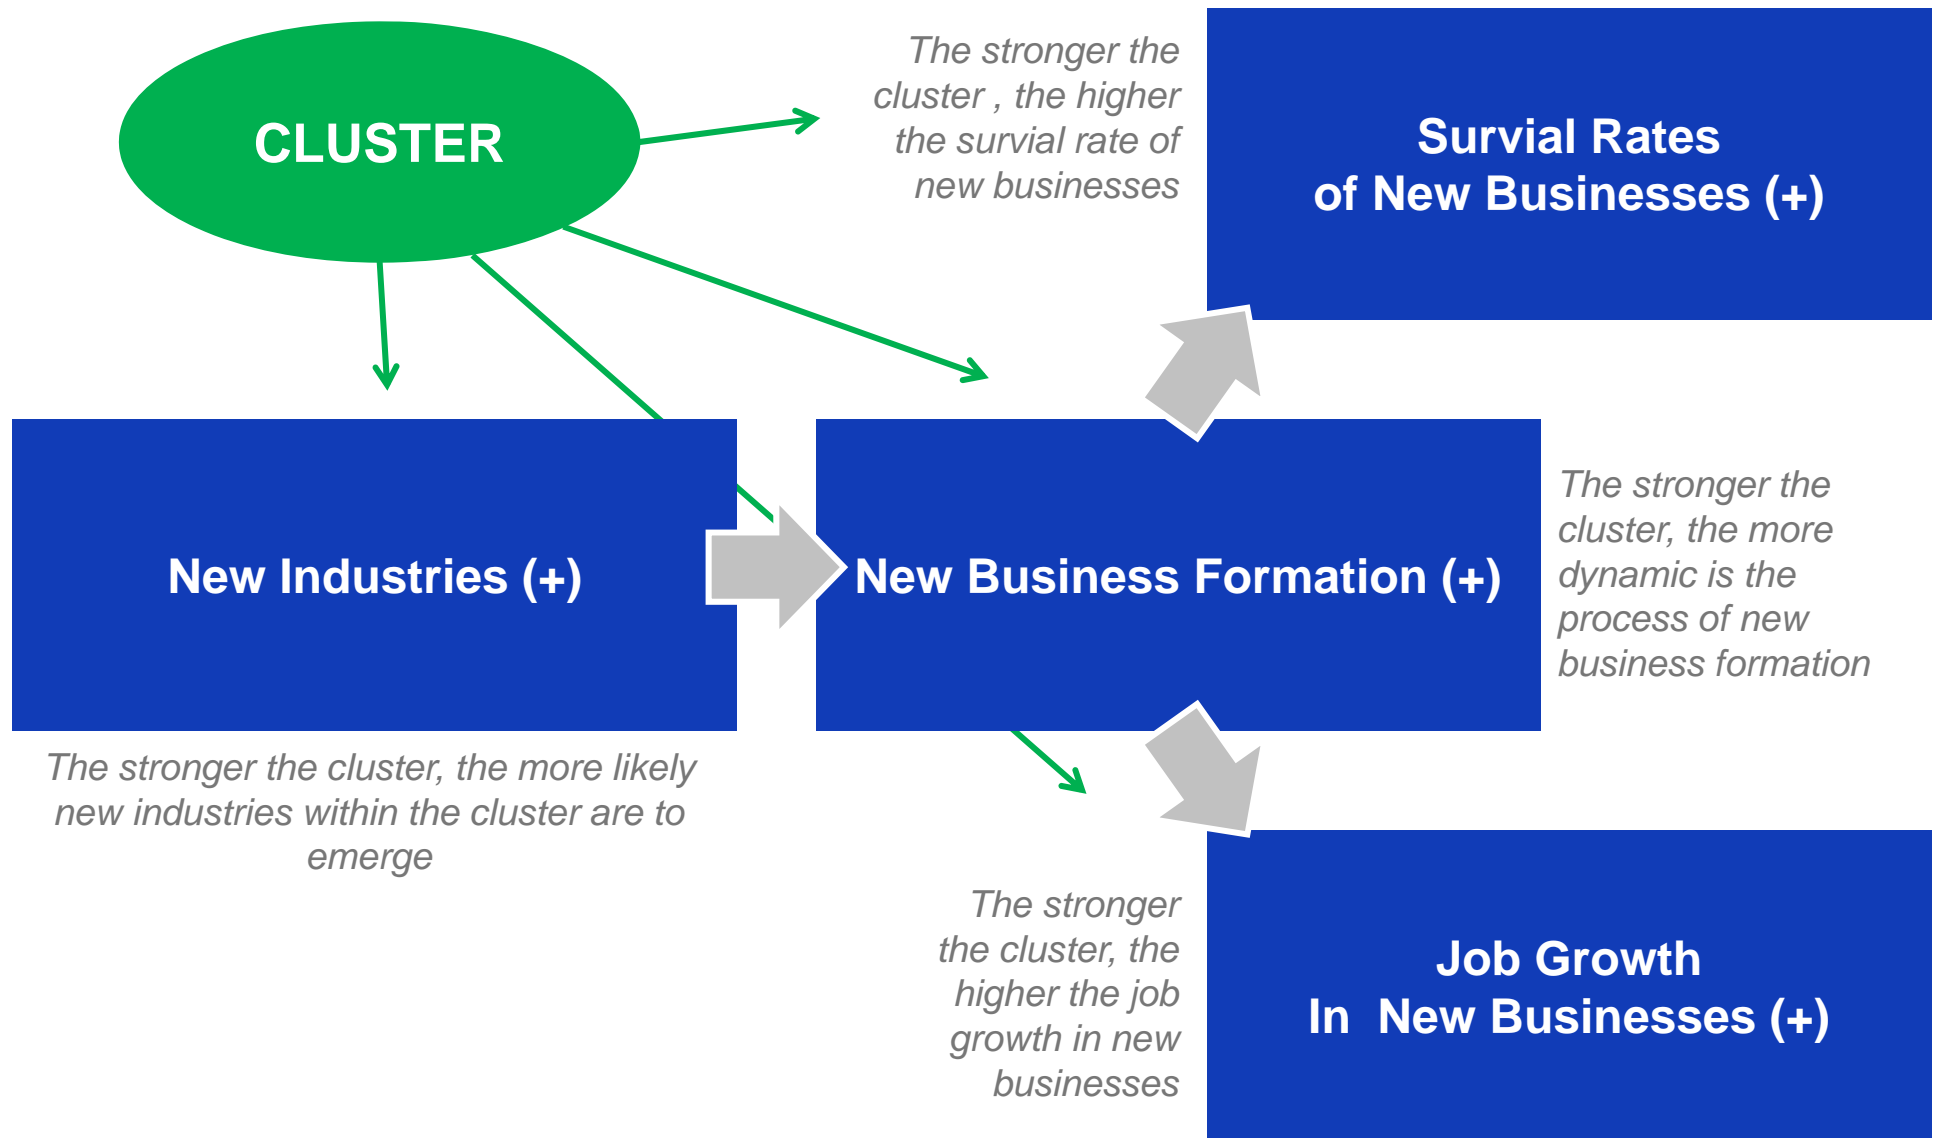 CLUSTER
The stronger the
cluster , the higher
the survial rate of
new businesses
Survial Rates
of New Businesses (+)
New Industries (+)
New Business Formation (+)
The stronger the
cluster, the more
dynamic is the
process of new
business formation
The stronger the cluster, the more likely
new industries within the cluster are to
emerge
The stronger
the cluster, the
higher the job
growth in new
businesses
Job Growth
In  New Businesses (+)